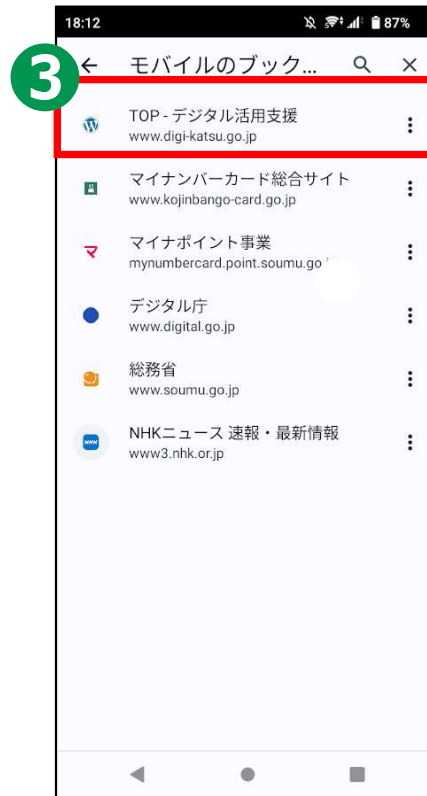 18:12
87%
3
モバイルのブック...
TOP - デジタル活用支援
www.digi-katsu.go.jp
マイナンバーカード総合サイト
www.kojinbango-card.go.jp
マイナポイント事業
mynumbercard.point.soumu.go
デジタル庁
www.digital.go.jp
総務省
www.soumu.go.jp
NHKニュース 速報・最新情報
www3.nhk.or.jp